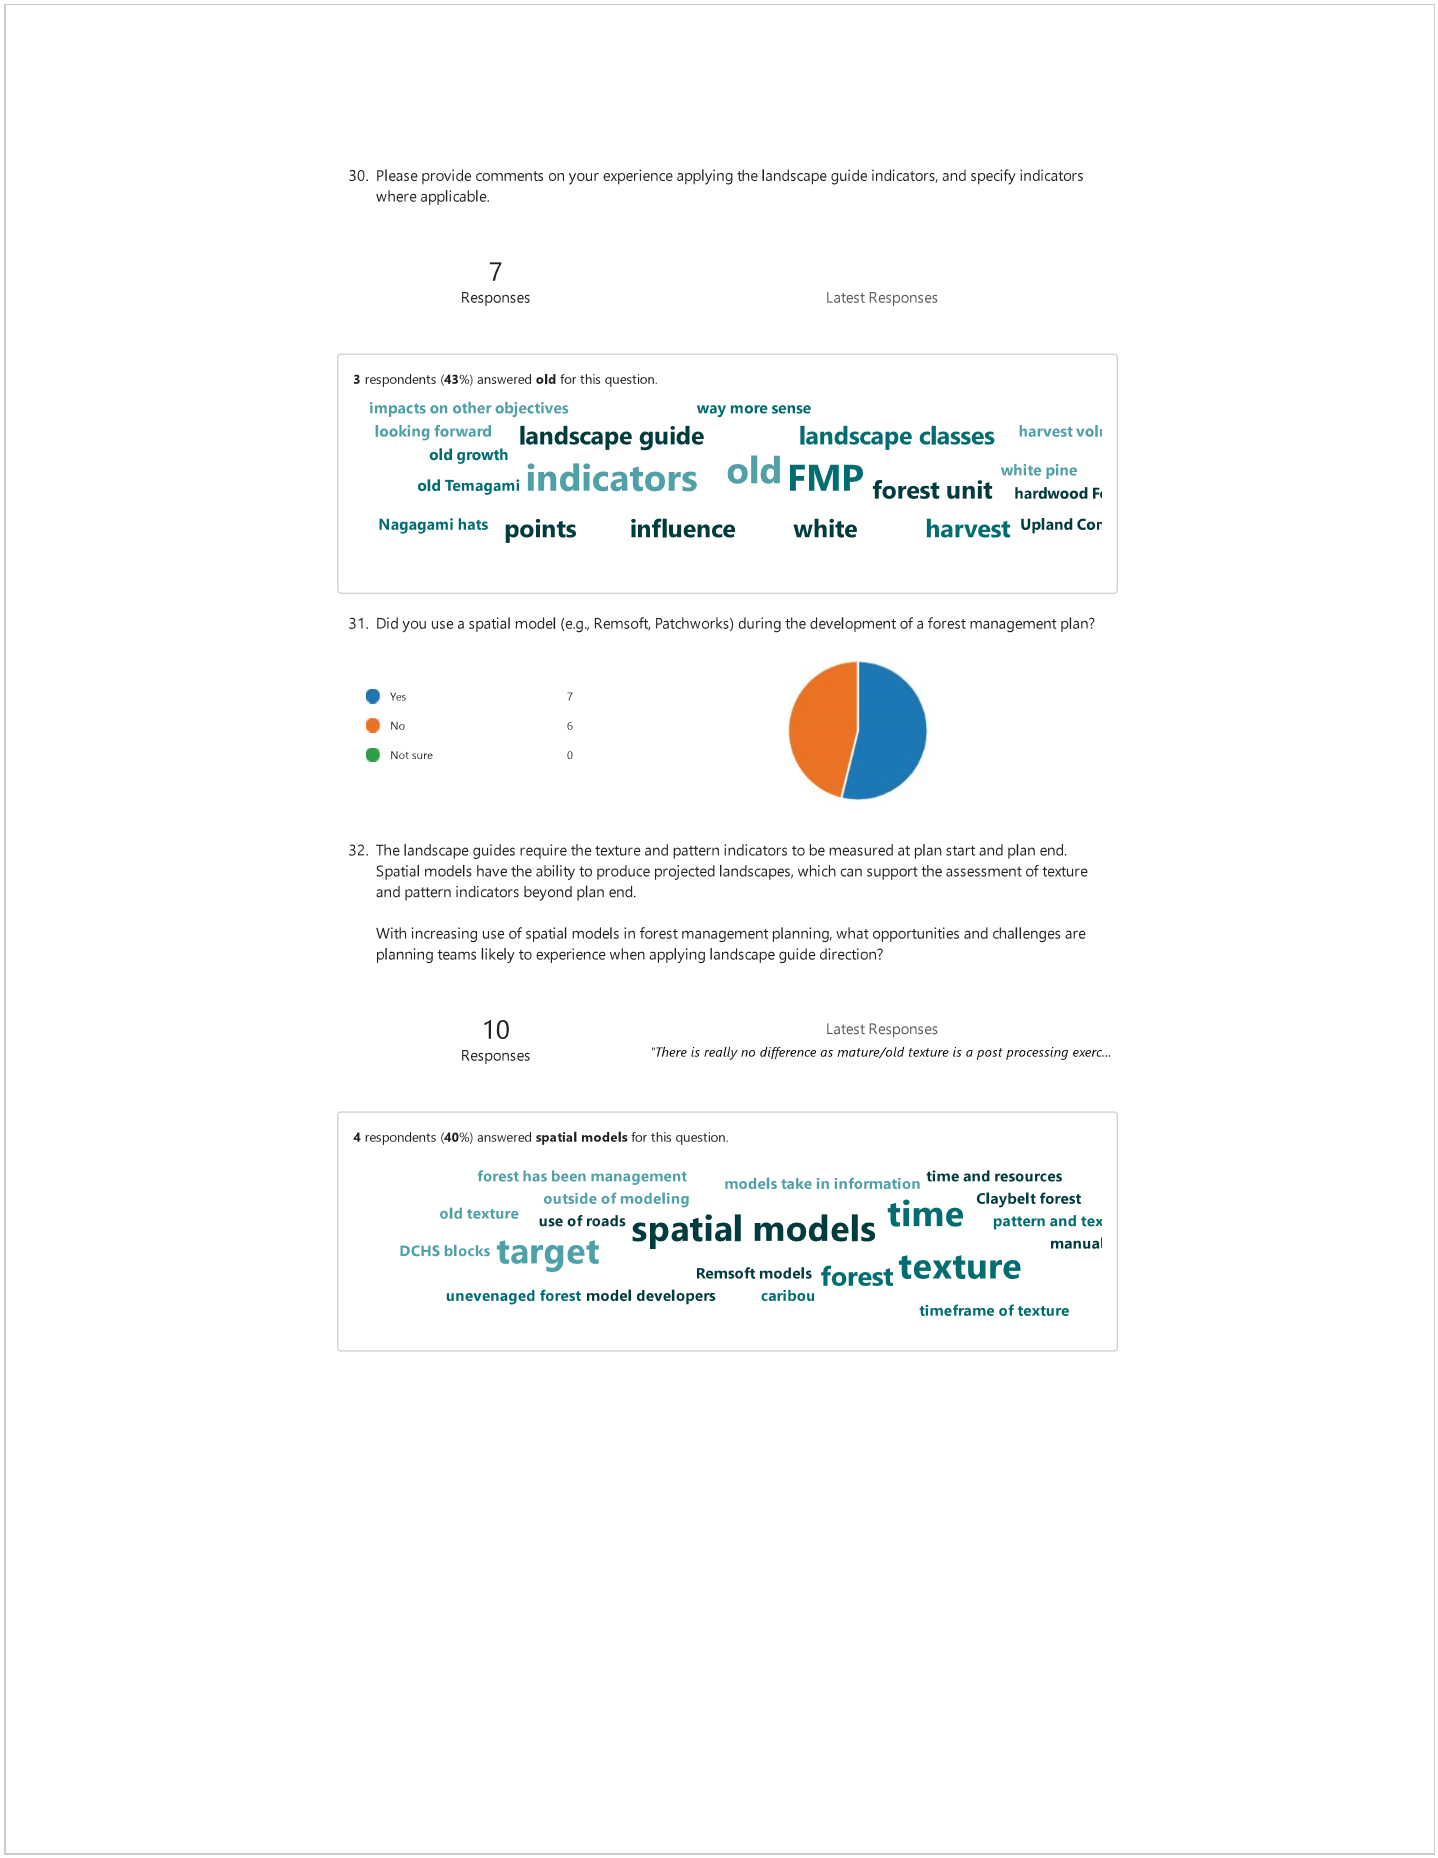 30. Please provide comments on your experience applying the landscape guide indicators, and specify indicators
where applicable.
7
Responses
Latest Responses
3 respondents (43%) answered old for this question.
impacts on other objectives way more sense
looking forward landscape guide landscape classes harvest volu
old growth
indicators old FMP white pine
old Temagami forest unit hardwood Fo
Nagagami hats points influence white harvest Upland Con
31. Did you use a spatial model (e.g., Remsoft, Patchworks) during the development of a forest management plan?
Yes 7
No 6
Not sure 0
32. The landscape guides require the texture and pattern indicators to be measured at plan start and plan end.
Spatial models have the ability to produce projected landscapes, which can support the assessment of texture
and pattern indicators beyond plan end.
With increasing use of spatial models in forest management planning, what opportunities and challenges are
planning teams likely to experience when applying landscape guide direction?
10
Responses
Latest Responses
"There is really no difference as mature/old texture is a post processing exerc...
4 respondents (40%) answered spatial models for this question.
forest has been management models take in information time and resources
outside of modeling Claybelt forest
old texture use of roads spatial models time pattern and tex
DCHS blocks target manual
Remsoft models forest texture
unevenaged forest model developers caribou
timeframe of texture